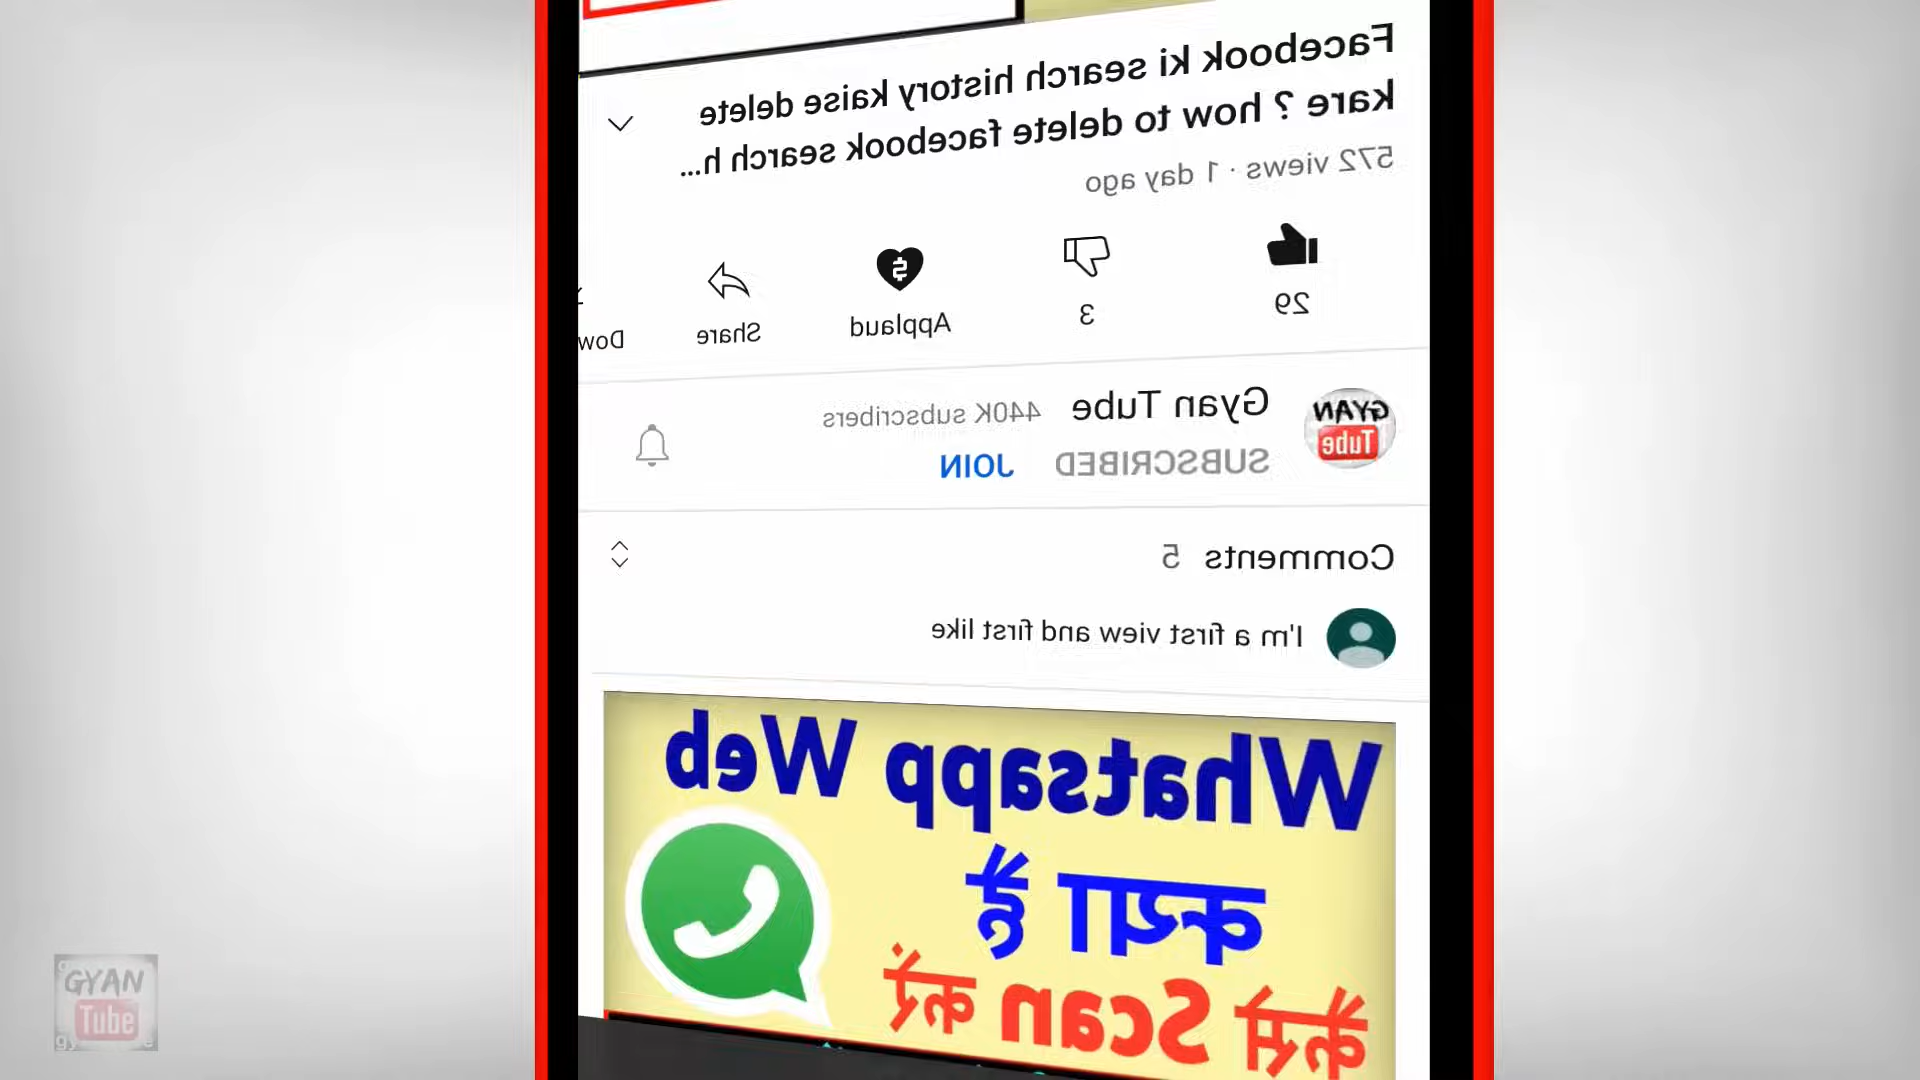 Facebook ki search history kaise delete
kare ? how to delete facebook search h...
572 views · 1 day ago
29
3
Applaud
Share
Dow
GYAN
Tube
Gyan Tube 440K subscribers
SUBSCRIBED JOIN
Comments 5
I'm a first view and first like
Whatsapp Web
क्या है
कैसे Scan करें
GYAN
Tube